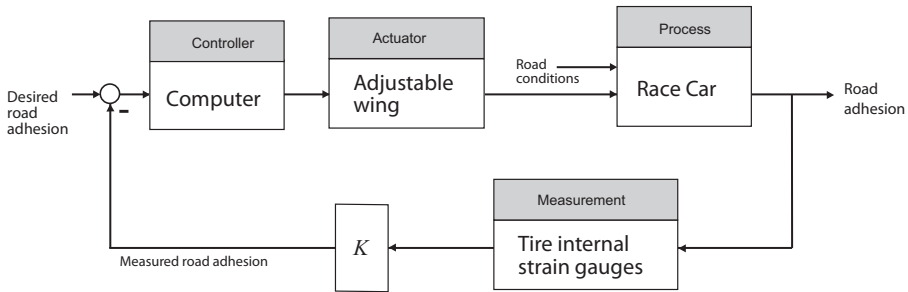 Controller
Actuator
Process
Computer
Adjustable
wing
Road
conditions
Race Car
Desired
road
adhesion
-
Road
adhesion
Measurement
K
Tire internal
strain gauges
Measured road adhesion